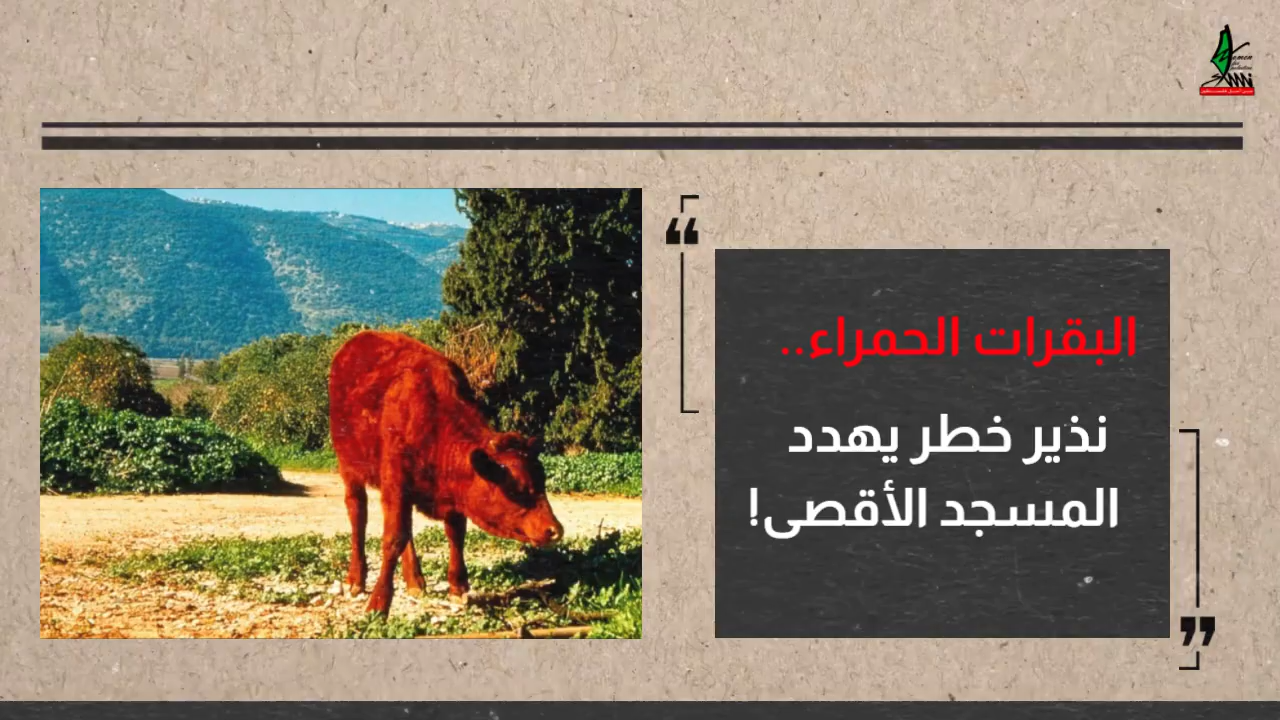 البقرات الحمراء..
نذير خطر يهدد
المسجد الأقصى!